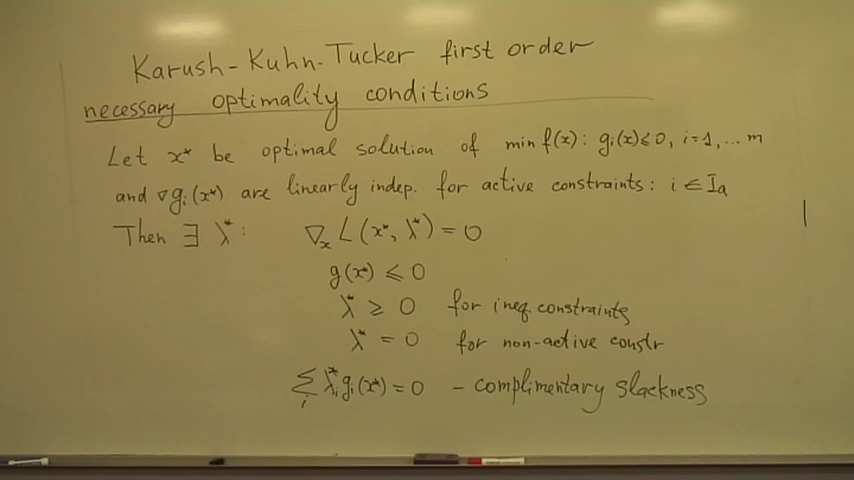 Karush-Kuhn-Tucker first order
necessary optimality conditions
Let x* be optimal solution of min f(x): gi(x)≤0, i=1,...m
and ∇gi(x*) are linearly indep. for active constraints: i ∈ Ia
Then ∃ λ*: ∇x L(x*, λ*) = 0
g(x*) ≤ 0
λ* ≥ 0 for ineq constraints
λ* = 0 for non-active constr
∑i λi* gi(x*) = 0 - complimentary slackness